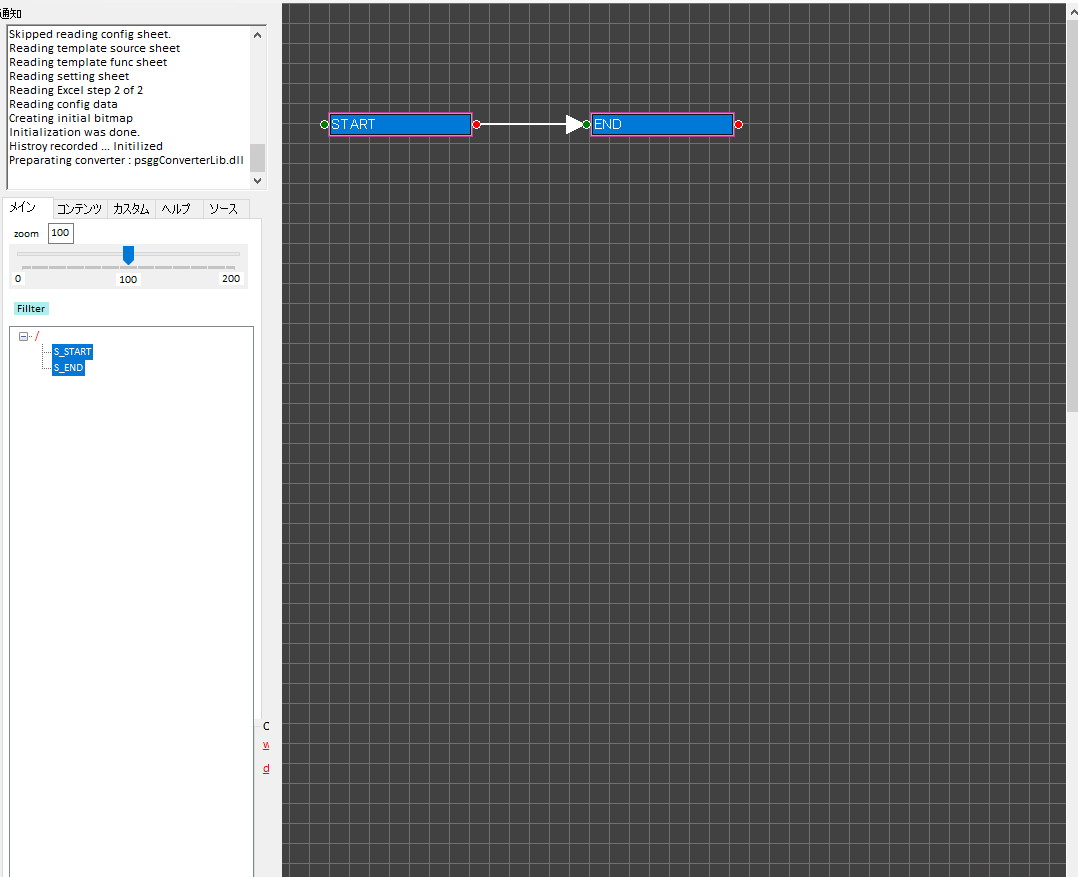 通知
Skipped reading config sheet.
Reading template source sheet
Reading template func sheet
Reading setting sheet
Reading Excel step 2 of 2
Reading config data
Creating initial bitmap
Initialization was done.
Histroy recorded ... Initilized
Preparating converter : psggConverterLib.dll
メイン コンテンツ カスタム ヘルプ ソース
zoom 100
0 100 200
Fillter
/
S_START
S_END
C
w
d
START END